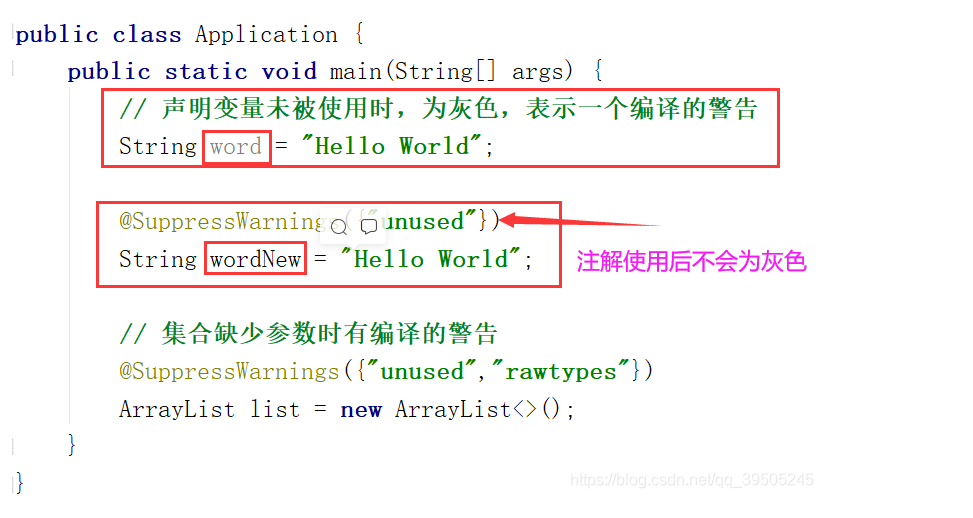 public class Application {
public static void main(String[] args) {
// 声明变量未被使用时，为灰色，表示一个编译的警告
String word = "Hello World";
@SuppressWarnings({"unused"})
String wordNew = "Hello World";
注解使用后不会为灰色
// 集合缺少参数时有编译的警告
@SuppressWarnings({"unused","rawtypes"})
ArrayList list = new ArrayList<>();
}
}
https://blog.csdn.net/qq_39505245